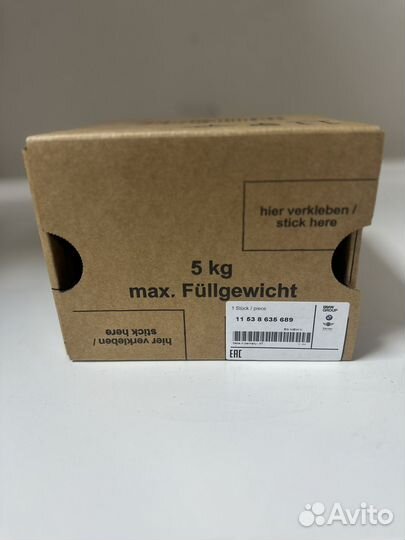 hier verkleben /
stick here
5 kg
max. Füllgewicht
hier verkleben /
stick here
1 Stück / piece
BMW
GROUP
11 53 8 635 689
EAC
Avito